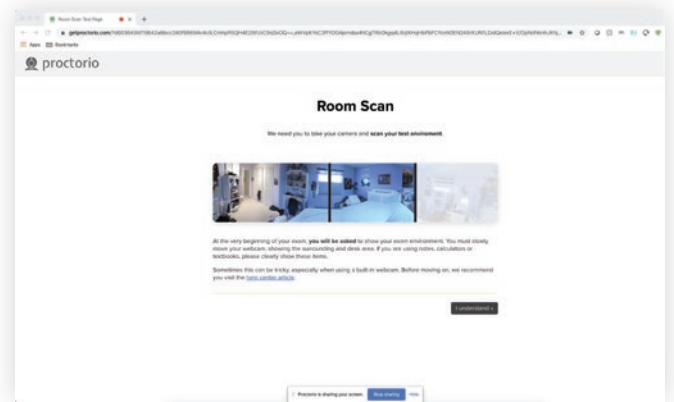 Room Scan Test Page
getproctorio.com
Apps Bookmarks
proctorio
Room Scan
We need you to take your camera and scan your test environment.
At the very beginning of your exam, you will be asked to show your exam environment. You must slowly
move your webcam, showing the surrounding and desk area. If you are using notes, calculators or
textbooks, please clearly show these items.
Sometimes this can be tricky, especially when using a built-in webcam. Before moving on, we recommend
you visit the help center article.
I understand »
Proctorio is sharing your screen. Stop sharing Hide